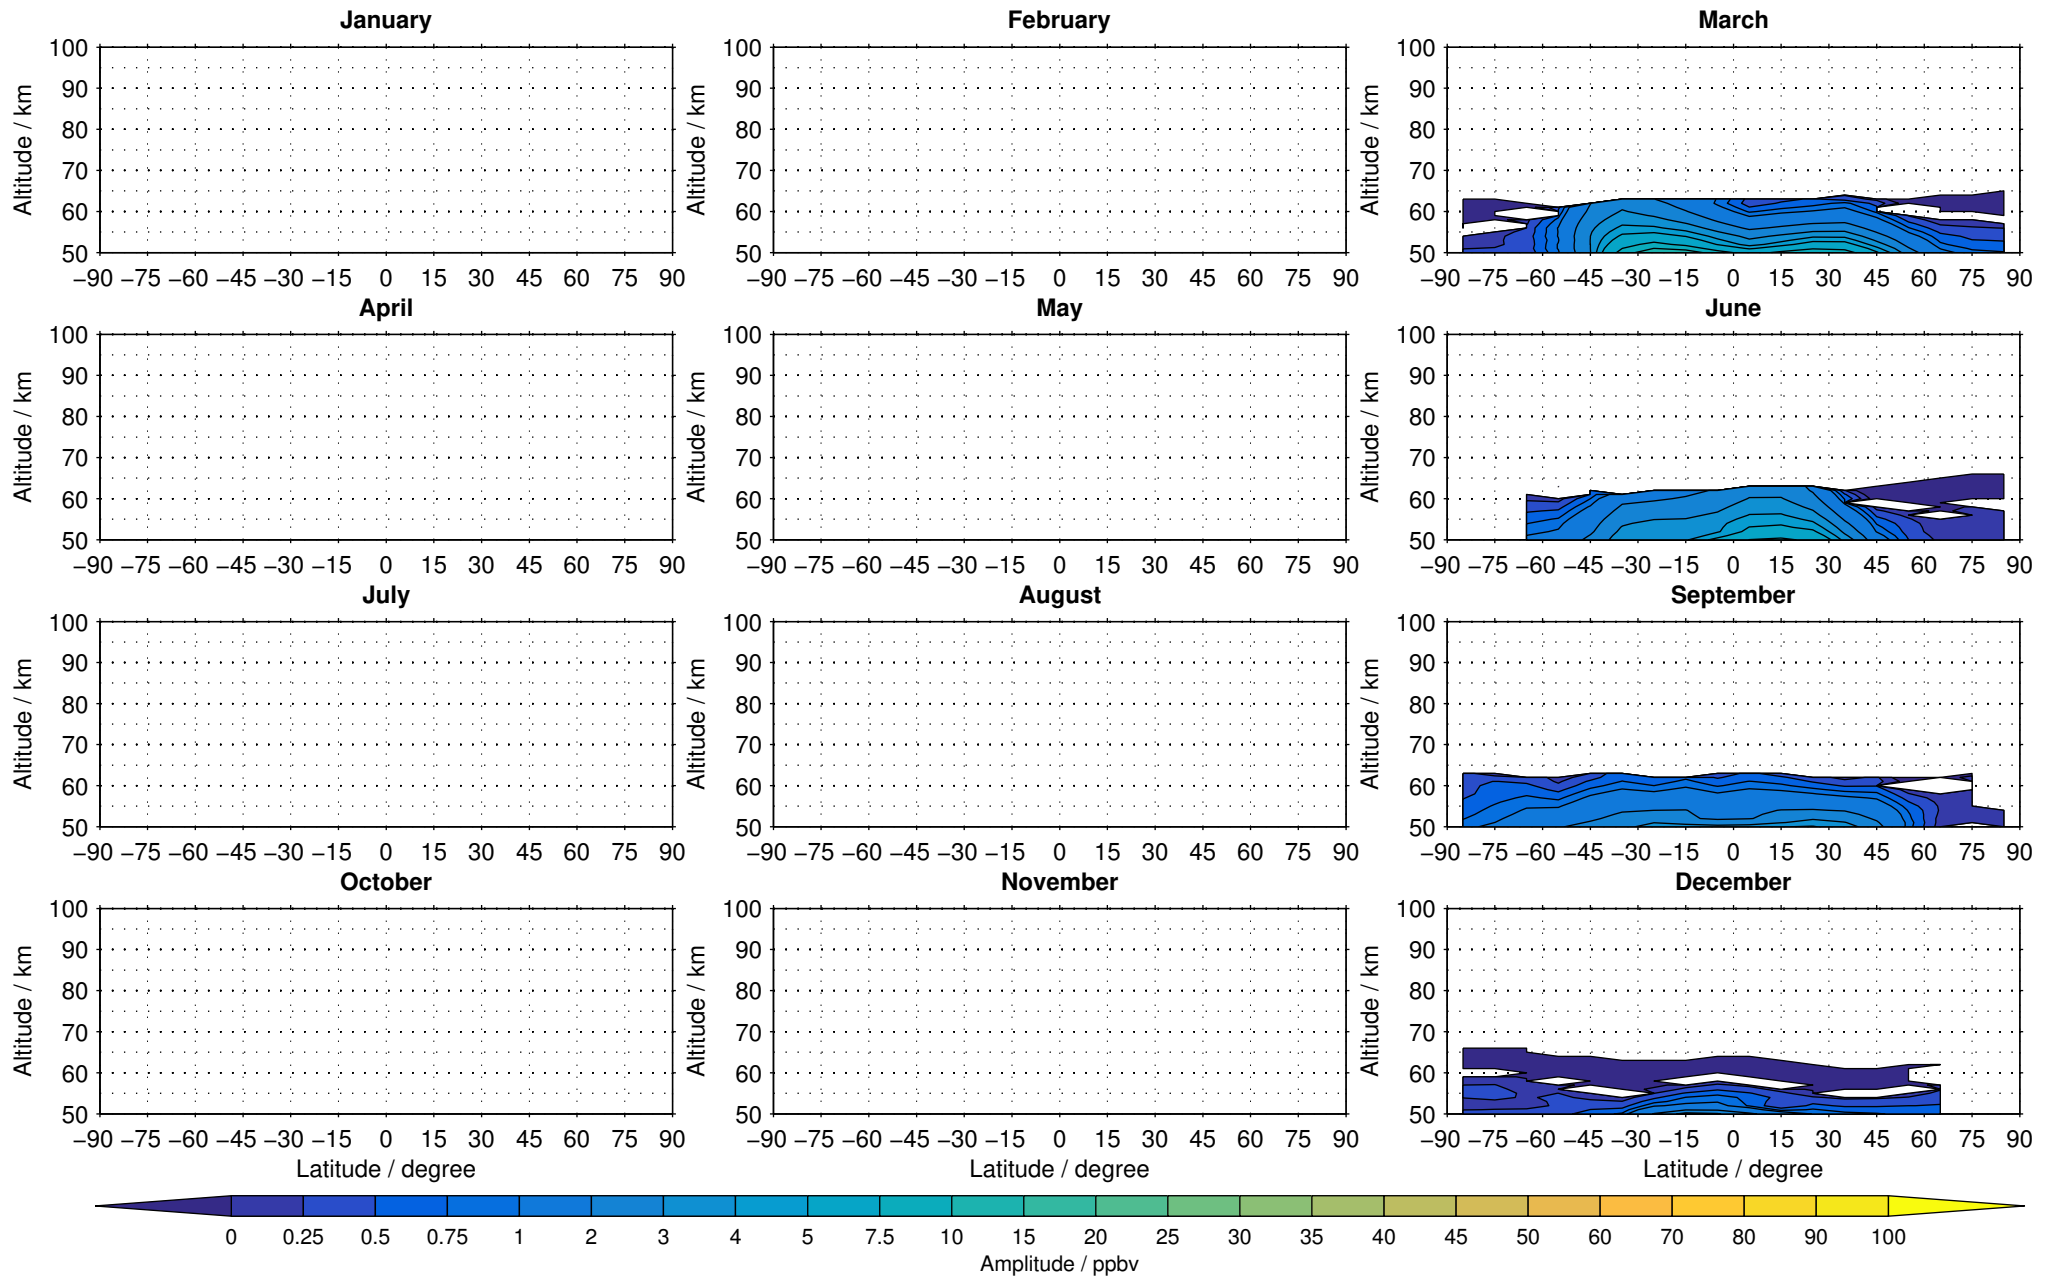 January February March
100 100 100
90 90 90
80 80 80
70 70 70
60 60 60
50 50 50
Altitude / km Altitude / km Altitude / km
−90 −75 −60 −45 −30 −15 0 15 30 45 60 75 90 −90 −75 −60 −45 −30 −15 0 15 30 45 60 75 90 −90 −75 −60 −45 −30 −15 0 15 30 45 60 75 90
April May June
100 100 100
90 90 90
80 80 80
70 70 70
60 60 60
50 50 50
Altitude / km Altitude / km Altitude / km
−90 −75 −60 −45 −30 −15 0 15 30 45 60 75 90 −90 −75 −60 −45 −30 −15 0 15 30 45 60 75 90 −90 −75 −60 −45 −30 −15 0 15 30 45 60 75 90
July August September
100 100 100
90 90 90
80 80 80
70 70 70
60 60 60
50 50 50
Altitude / km Altitude / km Altitude / km
−90 −75 −60 −45 −30 −15 0 15 30 45 60 75 90 −90 −75 −60 −45 −30 −15 0 15 30 45 60 75 90 −90 −75 −60 −45 −30 −15 0 15 30 45 60 75 90
October November December
100 100 100
90 90 90
80 80 80
70 70 70
60 60 60
50 50 50
Altitude / km Altitude / km Altitude / km
−90 −75 −60 −45 −30 −15 0 15 30 45 60 75 90 −90 −75 −60 −45 −30 −15 0 15 30 45 60 75 90 −90 −75 −60 −45 −30 −15 0 15 30 45 60 75 90
Latitude / degree Latitude / degree Latitude / degree
0 0.25 0.5 0.75 1 2 3 4 5 7.5 10 15 20 25 30 35 40 45 50 60 70 80 90 100
Amplitude / ppbv